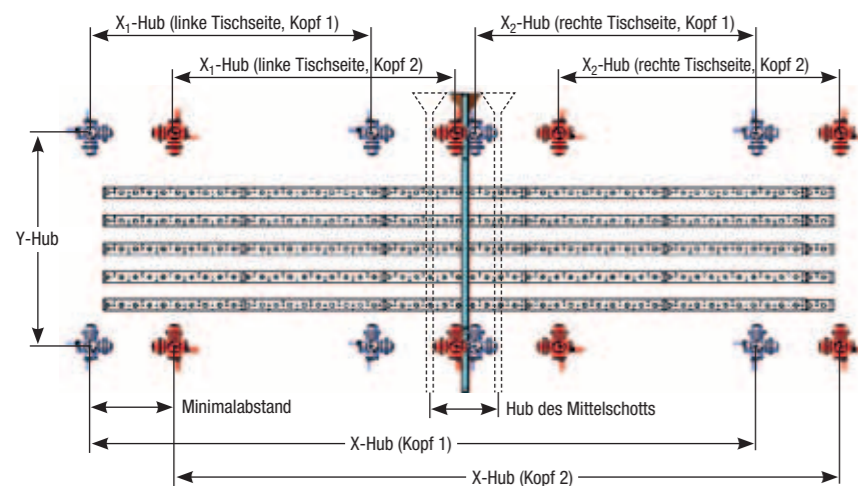 X₁-Hub (linke Tischseite, Kopf 1)
X₂-Hub (rechte Tischseite, Kopf 1)
X₁-Hub (linke Tischseite, Kopf 2)
X₂-Hub (rechte Tischseite, Kopf 2)
Y-Hub
Minimalabstand
Hub des Mittelschotts
X-Hub (Kopf 1)
X-Hub (Kopf 2)